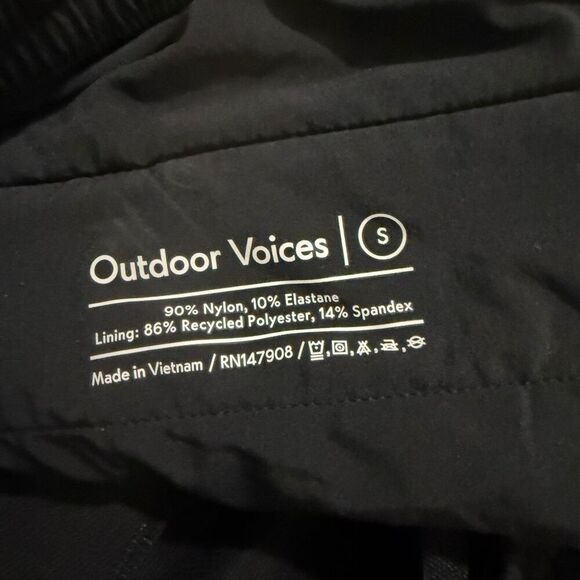 Outdoor Voices | S
90% Nylon, 10% Elastane
Lining: 86% Recycled Polyester, 14% Spandex
Made in Vietnam / RN147908 /